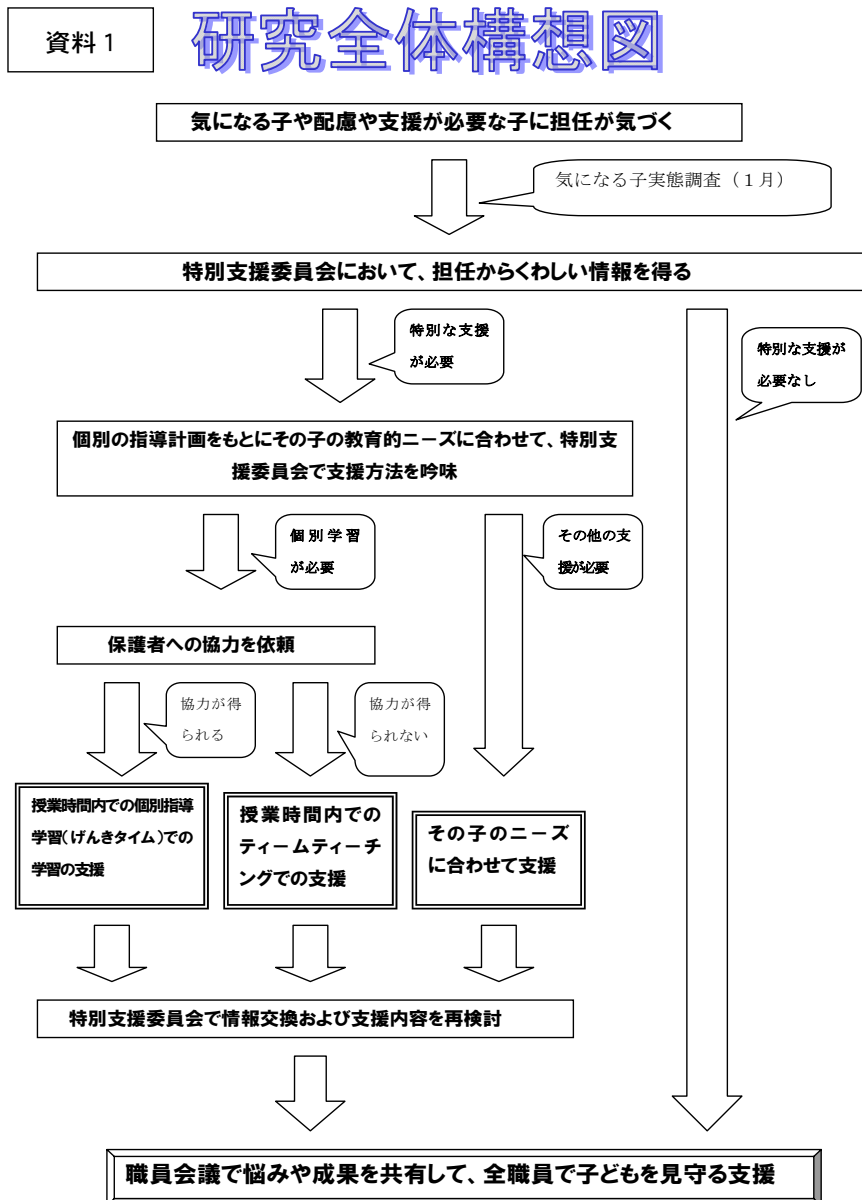 資料1
研究全体構想図
気になる子や配慮や支援が必要な子に担任が気づく
気になる子実態調査(1月)
特別支援委員会において、担任からくわしい情報を得る
特別な支援
が必要
特別な支援が
必要なし
個別の指導計画をもとにその子の教育的ニーズに合わせて、特別支
援委員会で支援方法を吟味
個別学習
が必要
その他の支
援が必要
保護者への協力を依頼
協力が得
られる
協力が得
られない
授業時間内での個別指導
学習(げんきタイム)での
学習の支援
授業時間内での
ティームティーチ
ングでの支援
その子のニーズ
に合わせて支援
特別支援委員会で情報交換および支援内容を再検討
職員会議で悩みや成果を共有して、全職員で子どもを見守る支援